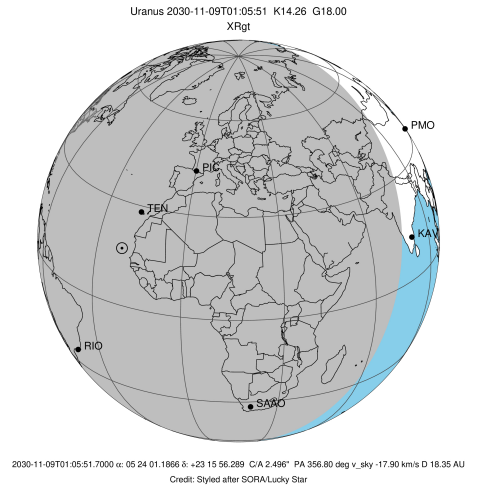 Uranus 2030-11-09T01:05:51 K14.26 G18.00
XRgt
PMO
PIC
TEN
KAV
RIO
SAAO
2030-11-09T01:05:51.7000 α: 05 24 01.1866 δ: +23 15 56.289 C/A 2.496" PA 356.80 deg v_sky -17.90 km/s D 18.35 AU
Credit: Styled after SORA/Lucky Star